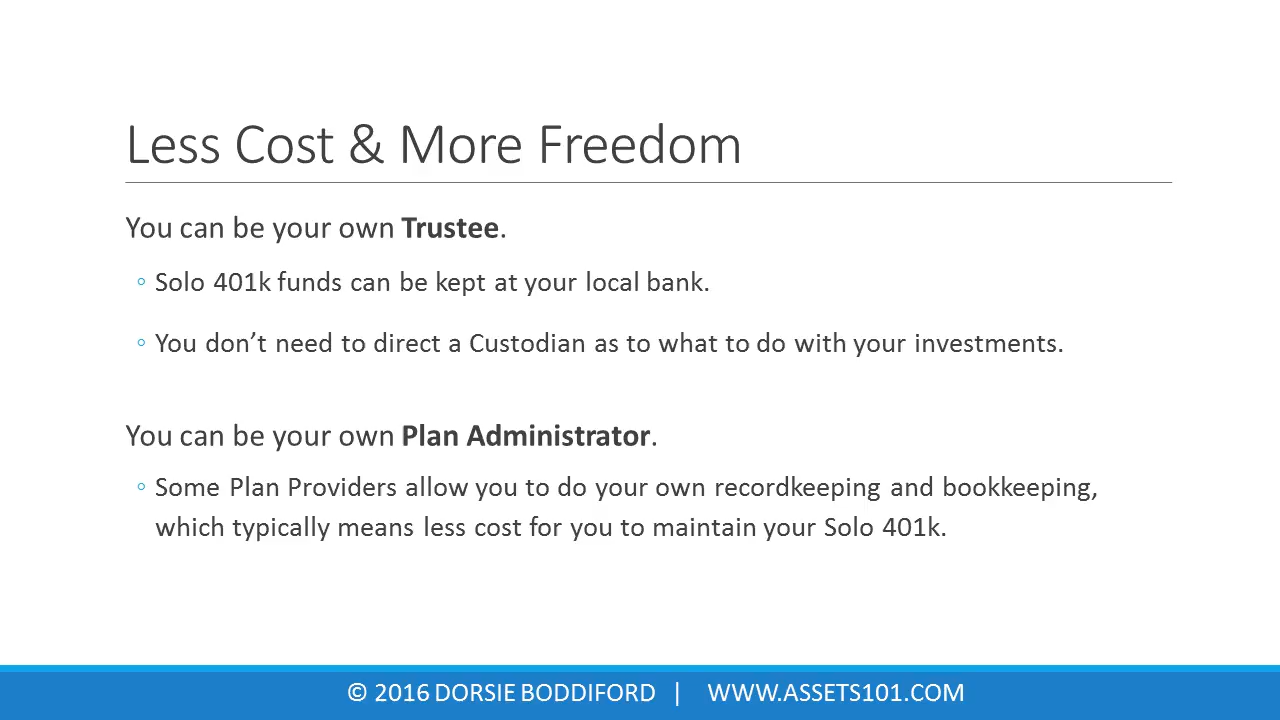 Less Cost & More Freedom
You can be your own Trustee.
◦ Solo 401k funds can be kept at your local bank.
◦ You don’t need to direct a Custodian as to what to do with your investments.
You can be your own Plan Administrator.
◦ Some Plan Providers allow you to do your own recordkeeping and bookkeeping,
which typically means less cost for you to maintain your Solo 401k.
© 2016 DORSIE BODDIFORD | WWW.ASSETS101.COM